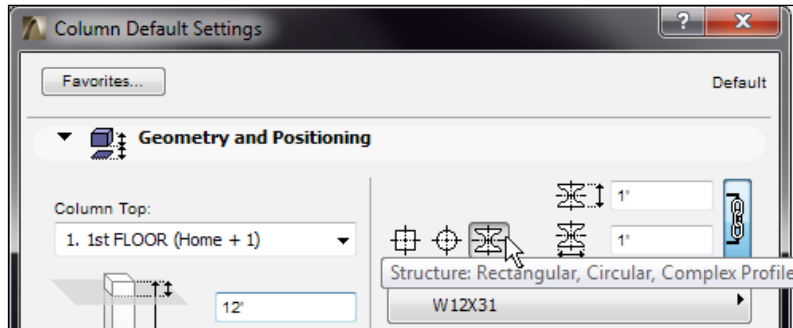 Column Default Settings
?
X
Favorites...
Default
Geometry and Positioning
Column Top:
1. 1st FLOOR (Home + 1)
1'
1'
Structure: Rectangular, Circular, Complex Profile
12'
W12X31